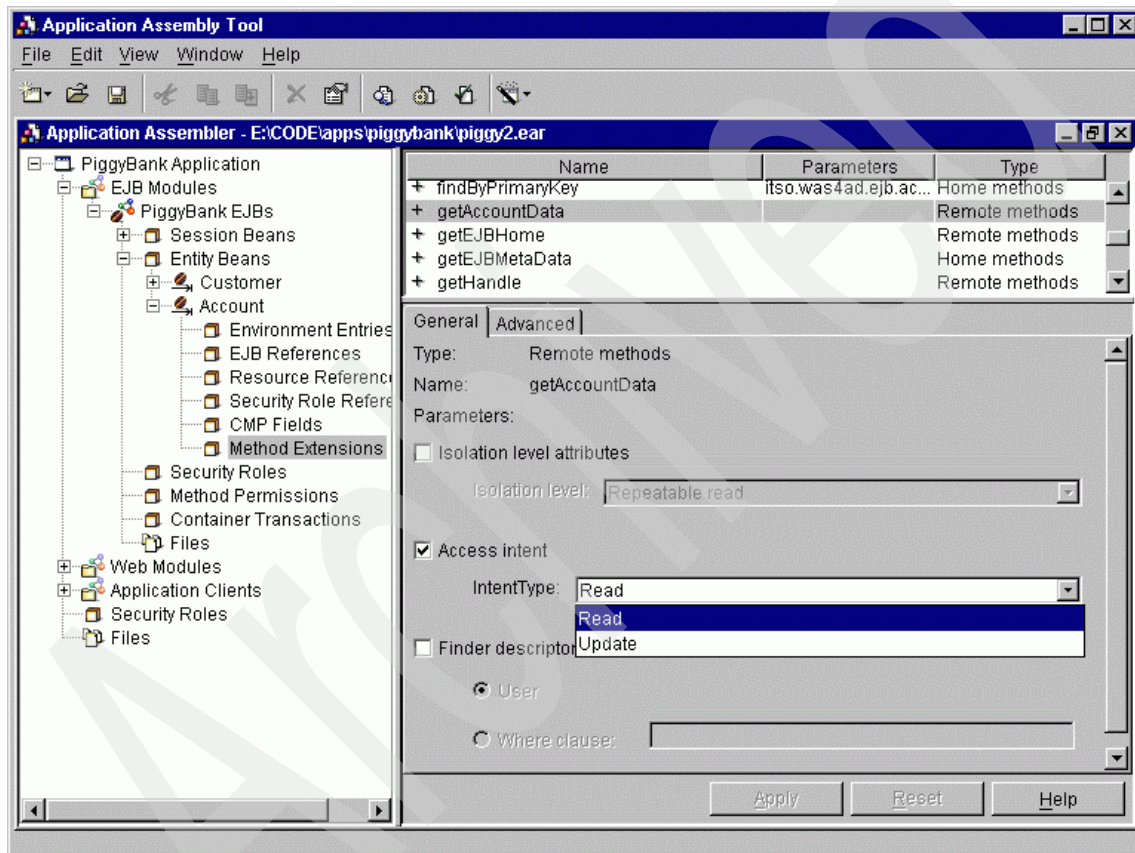 Application Assembly Tool
File Edit View Window Help
Application Assembler - E:\CODE\apps\piggybank\piggy2.ear
PiggyBank Application
EJB Modules
PiggyBank EJBs
Session Beans
Entity Beans
Customer
Account
Environment Entries
EJB References
Resource Referenc
Security Role Refere
CMP Fields
Method Extensions
Security Roles
Method Permissions
Container Transactions
Files
Web Modules
Application Clients
Security Roles
Files
Name Parameters Type
+ findByPrimaryKey itso.was4ad.ejb.ac... Home methods
+ getAccountData Remote methods
+ getEJBHome Remote methods
+ getEJBMetaData Home methods
+ getHandle Remote methods
General Advanced
Type: Remote methods
Name: getAccountData
Parameters:
Isolation level attributes
Isolation level: Repeatable read
Access intent
IntentType: Read
Read
Update
Finder descriptor
User
Where clause:
Apply Reset Help
Archived